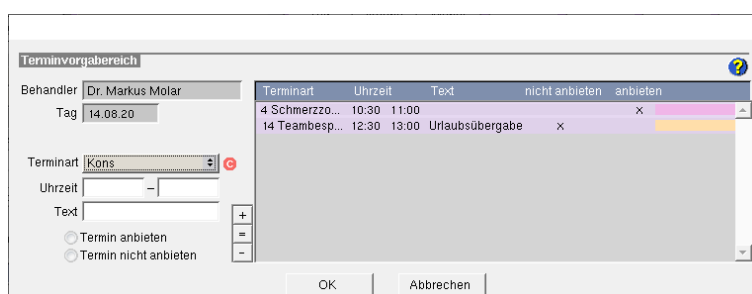 Terminvorgabereich
?
Behandler Dr. Markus Molar
Tag 14.08.20
Terminart Kons C
Uhrzeit –
Text
Termin anbieten
Termin nicht anbieten
+
=
-
Terminart Uhrzeit Text nicht anbieten anbieten
4 Schmerzzo... 10:30 11:00 x
14 Teambesp... 12:30 13:00 Urlaubsübergabe x
OK Abbrechen